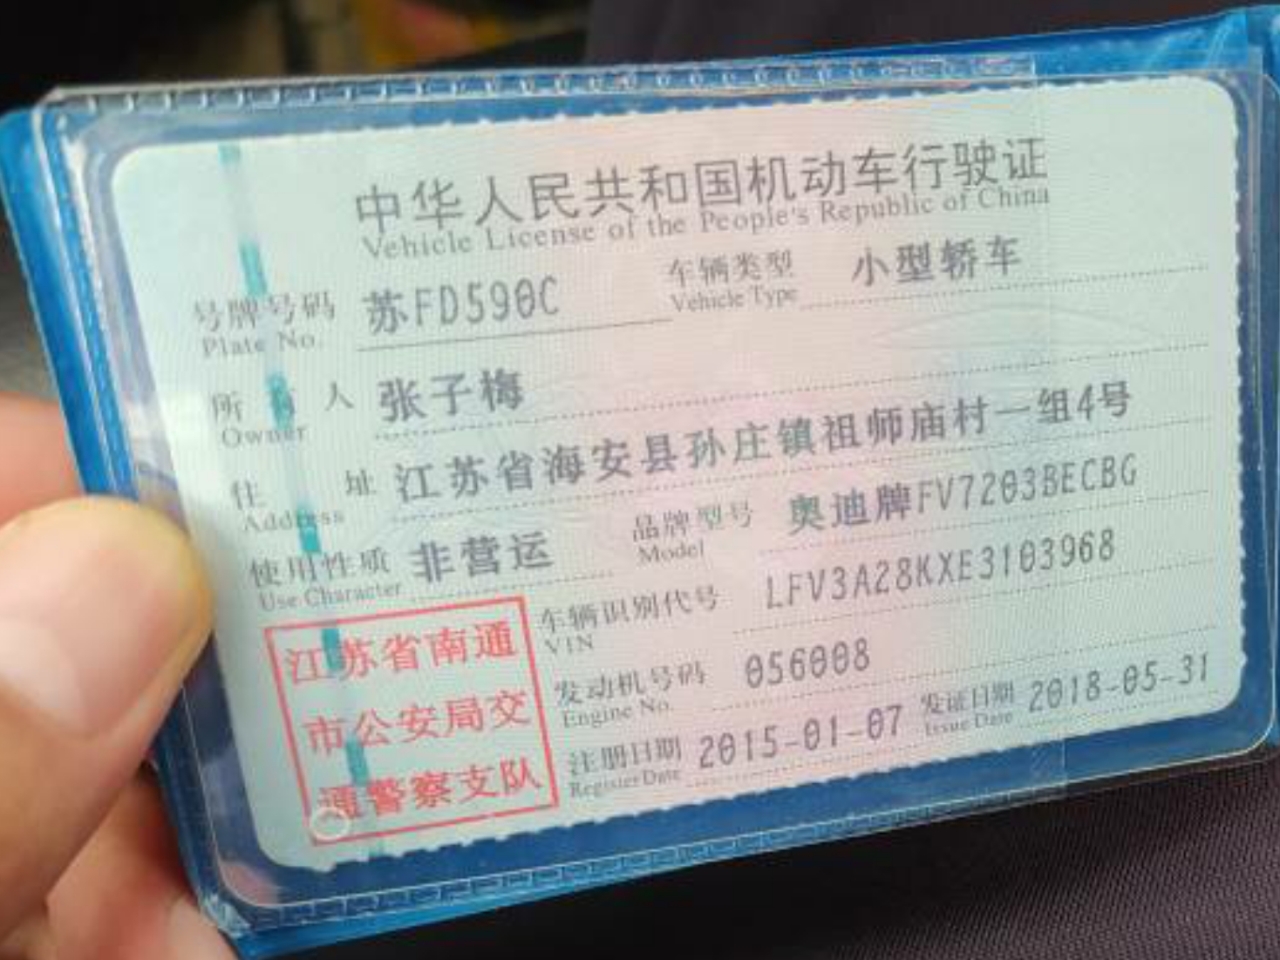 中华人民共和国机动车行驶证
Vehicle License of the People's Republic of China
号牌号码 苏FD590C 车辆类型 小型轿车
Plate No. Vehicle Type
所有人 张子梅
Owner
住址 江苏省海安县孙庄镇祖师庙村一组4号
Address
使用性质 非营运 品牌型号 奥迪牌FV7203BECBG
Use Character Model
车辆识别代号 LFV3A28KXE3103968
VIN
发动机号码 056008
Engine No.
注册日期 2015-01-07 发证日期 2018-05-31
Register Date Issue Date
江苏省南通
市公安局交
通警察支队